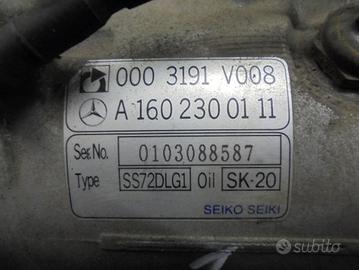 000 3191 V008
A 160 230 01 11
Ser.No. 0103088587
Type SS72DLG1 Oil SK-20
SEIKO SEIKI
subito